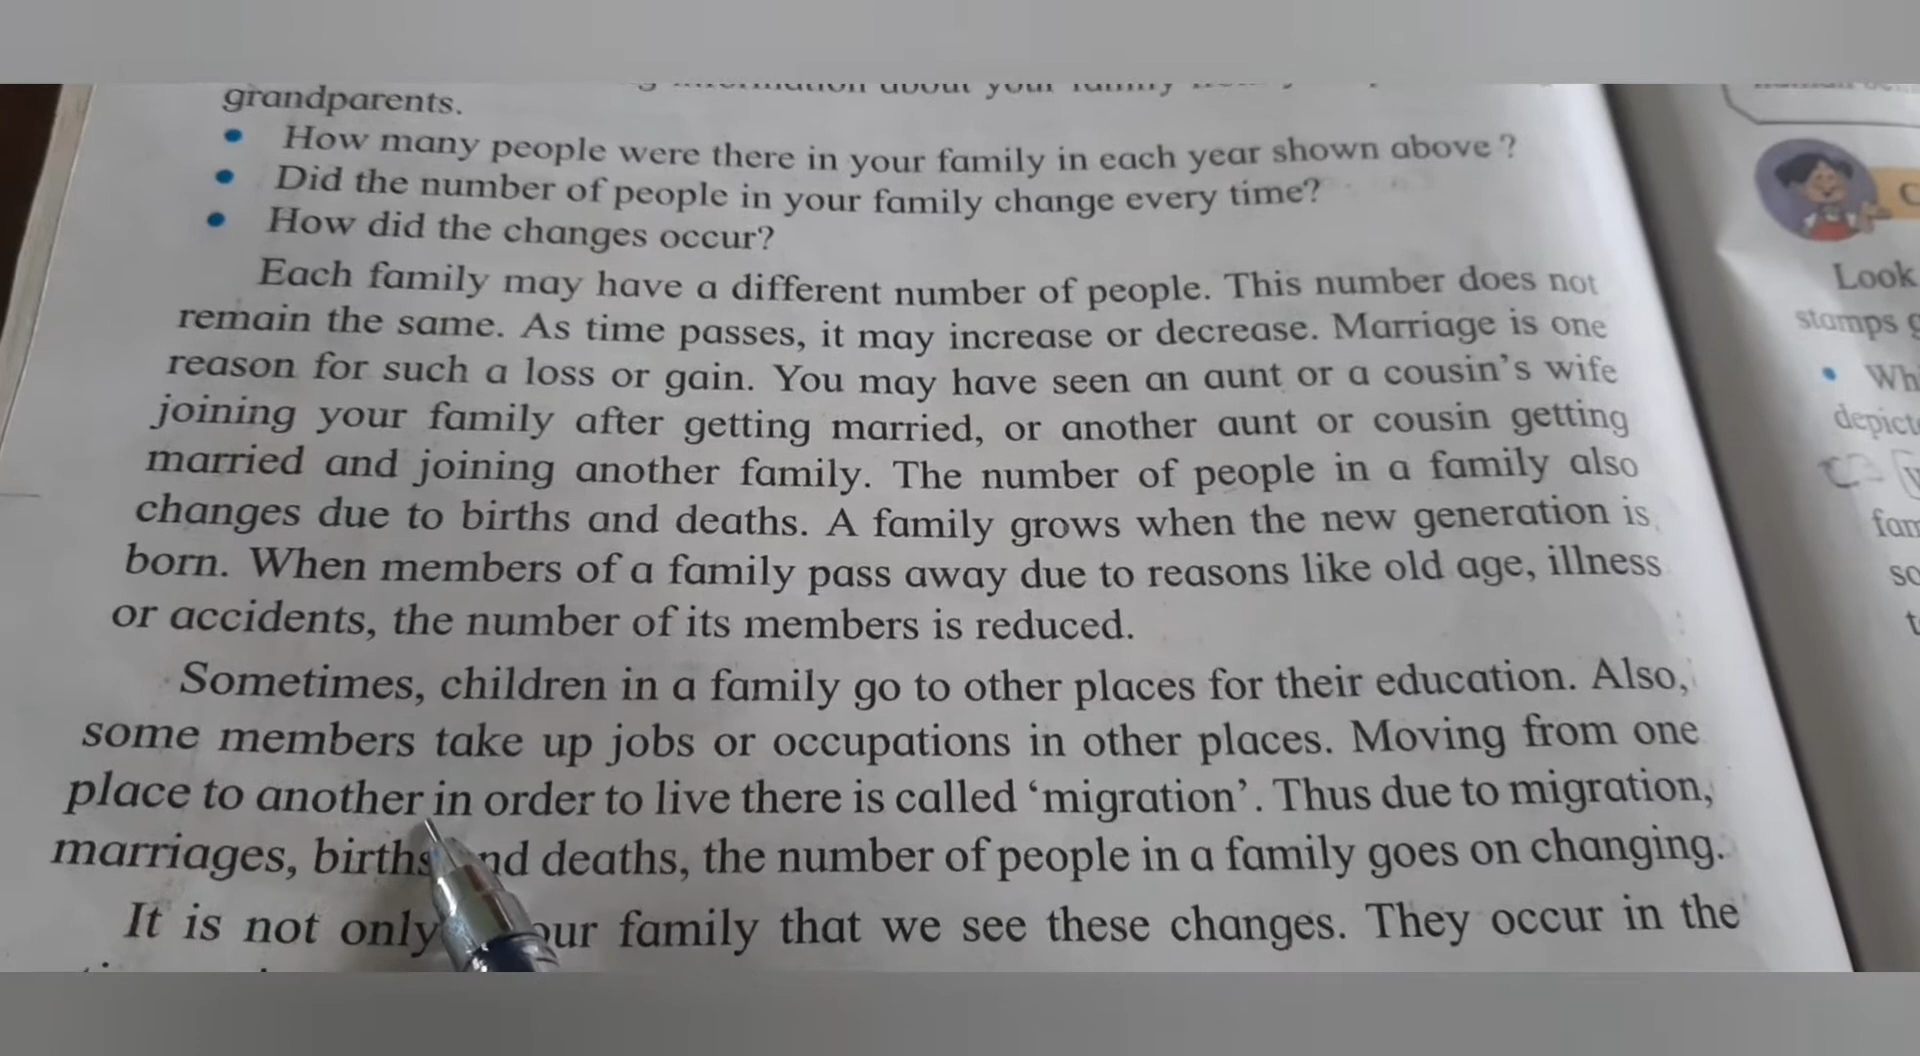 information about your family
grandparents.
• How many people were there in your family in each year shown above ?
• Did the number of people in your family change every time?
• How did the changes occur?
Each family may have a different number of people. This number does not
remain the same. As time passes, it may increase or decrease. Marriage is one
reason for such a loss or gain. You may have seen an aunt or a cousin's wife
joining your family after getting married, or another aunt or cousin getting
married and joining another family. The number of people in a family also
changes due to births and deaths. A family grows when the new generation is
born. When members of a family pass away due to reasons like old age, illness
or accidents, the number of its members is reduced.
Sometimes, children in a family go to other places for their education. Also,
some members take up jobs or occupations in other places. Moving from one
place to another in order to live there is called ‘migration’. Thus due to migration,
marriages, births nd deaths, the number of people in a family goes on changing.
It is not only our family that we see these changes. They occur in the
C
Look
stamps
• Wh
depict
fam
so
t